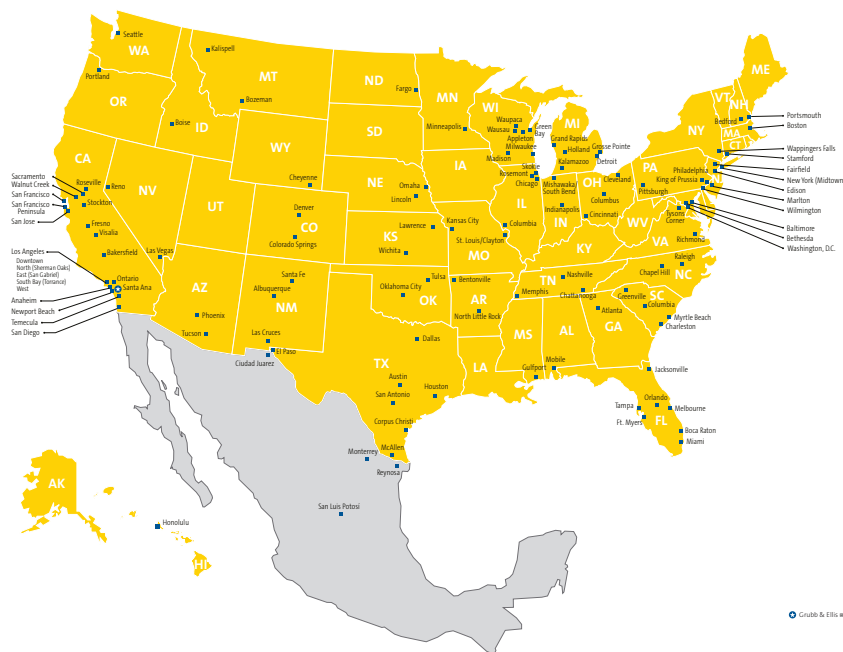 Seattle
WA
Kalispell
Portland
MT
ND
Fargo
OR
Bozeman
Boise
ID
MN
Minneapolis
WI
Waupaca
Wausau
Green
Bay
Appleton
Milwaukee
Madison
MI
Grand Rapids
Grosse Pointe
Holland
Kalamazoo
Detroit
ME
VT
NH
Bedford
Portsmouth
Boston
MA
CT
NY
Wappingers Falls
Stamford
Fairfield
New York (Midtown
Edison
Marlton
Wilmington
Baltimore
Bethesda
Washington, D.C.
PA
Philadelphia
King of Prussia
Pittsburgh
SD
WY
Cheyenne
NE
Omaha
Lincoln
IA
Skokie
Rosemont
Chicago
Mishawaka
South Bend
OH
Cleveland
Columbus
Cincinnati
IL
IN
Indianapolis
Tysons
Corner
WV
VA
Richmond
CA
Sacramento
Walnut Creek
San Francisco
San Francisco
Peninsula
San Jose
Roseville
Stockton
Reno
NV
UT
Fresno
Visalia
Bakersfield
Las Vegas
Denver
CO
Colorado Springs
KS
Lawrence
Wichita
Kansas City
St. Louis/Clayton
Columbia
MO
KY
Raleigh
Chapel Hill
NC
Los Angeles
Downtown
North (Sherman Oaks)
East (San Gabriel)
South Bay (Torrance)
West
Ontario
Santa Ana
Anaheim
Newport Beach
Temecula
San Diego
AZ
Phoenix
Tucson
Santa Fe
Albuquerque
NM
Las Cruces
El Paso
Ciudad Juarez
Oklahoma City
Tulsa
OK
Bentonville
AR
North Little Rock
TN
Nashville
Memphis
Chattanooga
Greenville
SC
Columbia
Myrtle Beach
Charleston
Atlanta
GA
AL
MS
LA
Mobile
Gulfport
TX
Dallas
Austin
Houston
San Antonio
Corpus Christi
McAllen
Monterrey
Reynosa
San Luis Potosí
Jacksonville
Orlando
Tampa
Melbourne
Ft. Myers
FL
Boca Raton
Miami
AK
Honolulu
HI
Grubb & Ellis